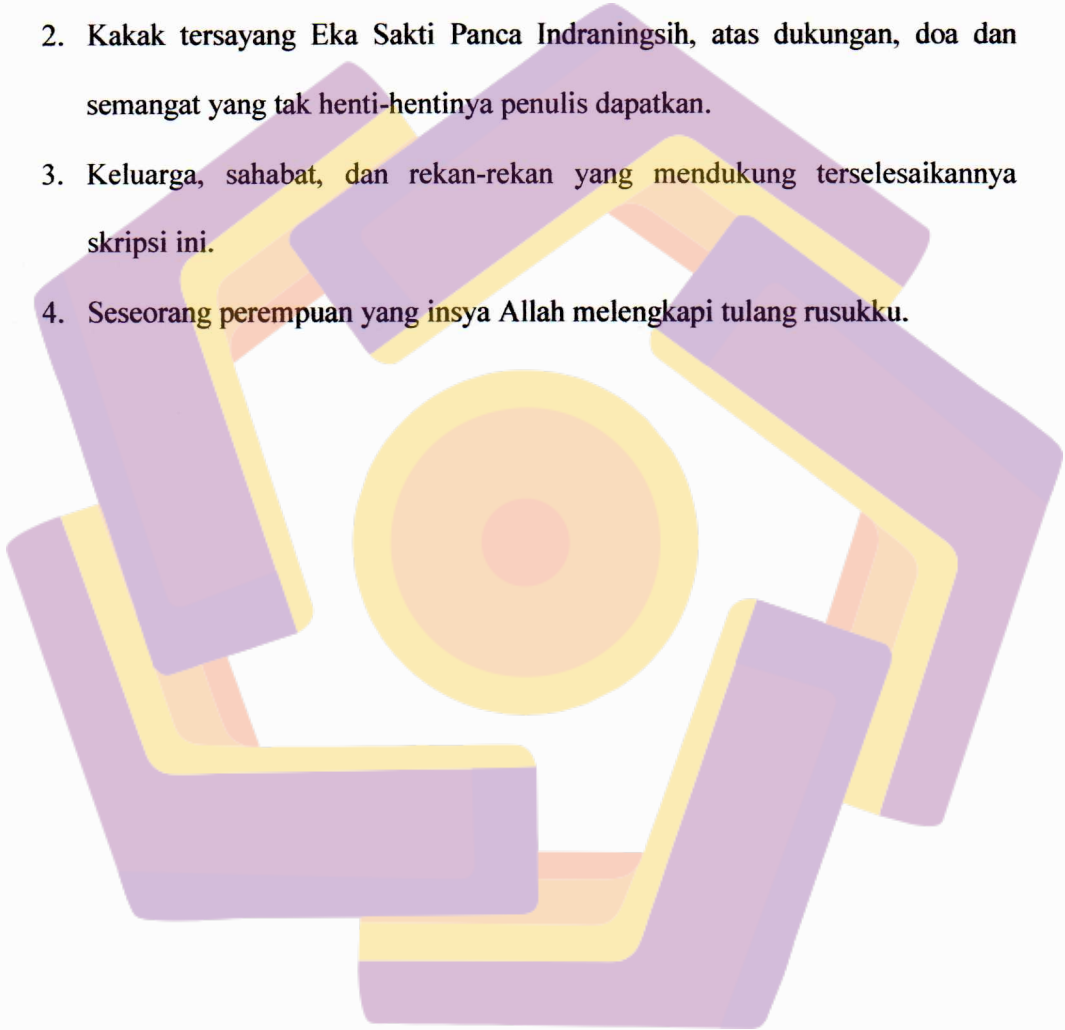 2. Kakak tersayang Eka Sakti Panca Indraningsih, atas dukungan, doa dan
semangat yang tak henti-hentinya penulis dapatkan.
3. Keluarga, sahabat, dan rekan-rekan yang mendukung terselesaikannya
skripsi ini.
4. Seseorang perempuan yang insya Allah melengkapi tulang rusukku.